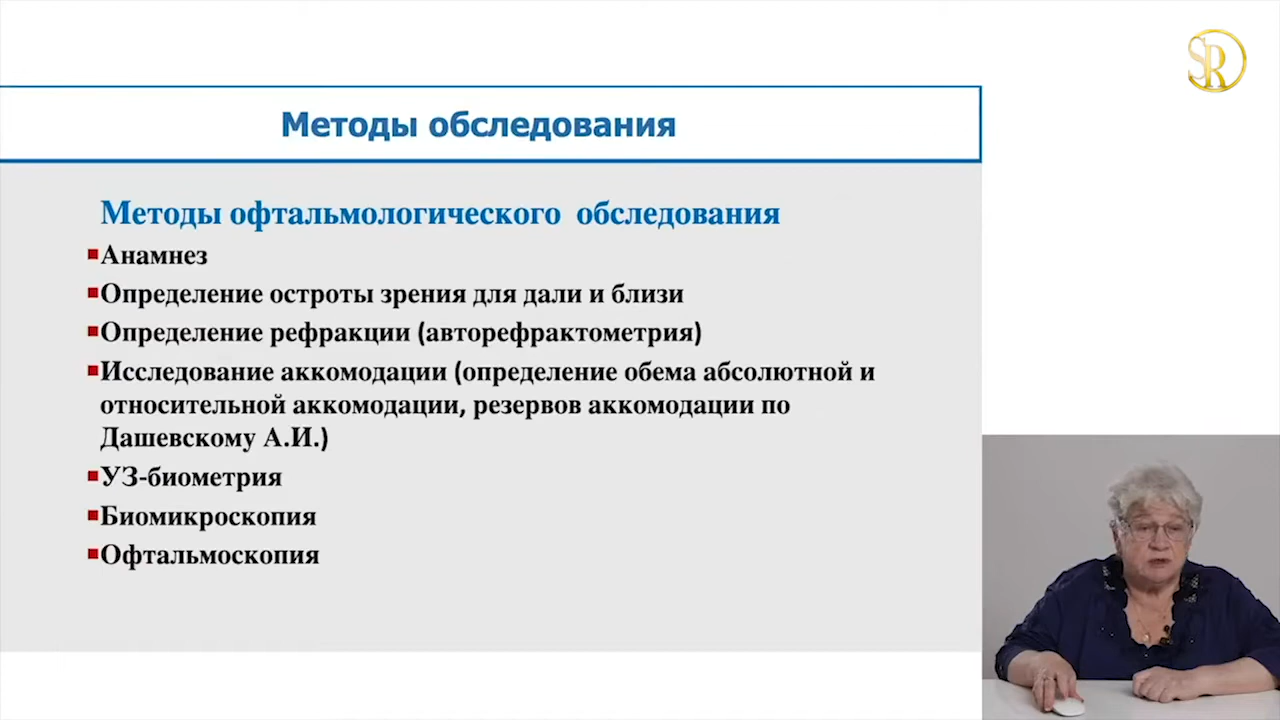 SR
Методы обследования
Методы офтальмологического обследования
Анамнез
Определение остроты зрения для дали и близи
Определение рефракции (авторефрактометрия)
Исследование аккомодации (определение обема абсолютной и
относительной аккомодации, резервов аккомодации по
Дашевскому А.И.)
УЗ-биометрия
Биомикроскопия
Офтальмоскопия